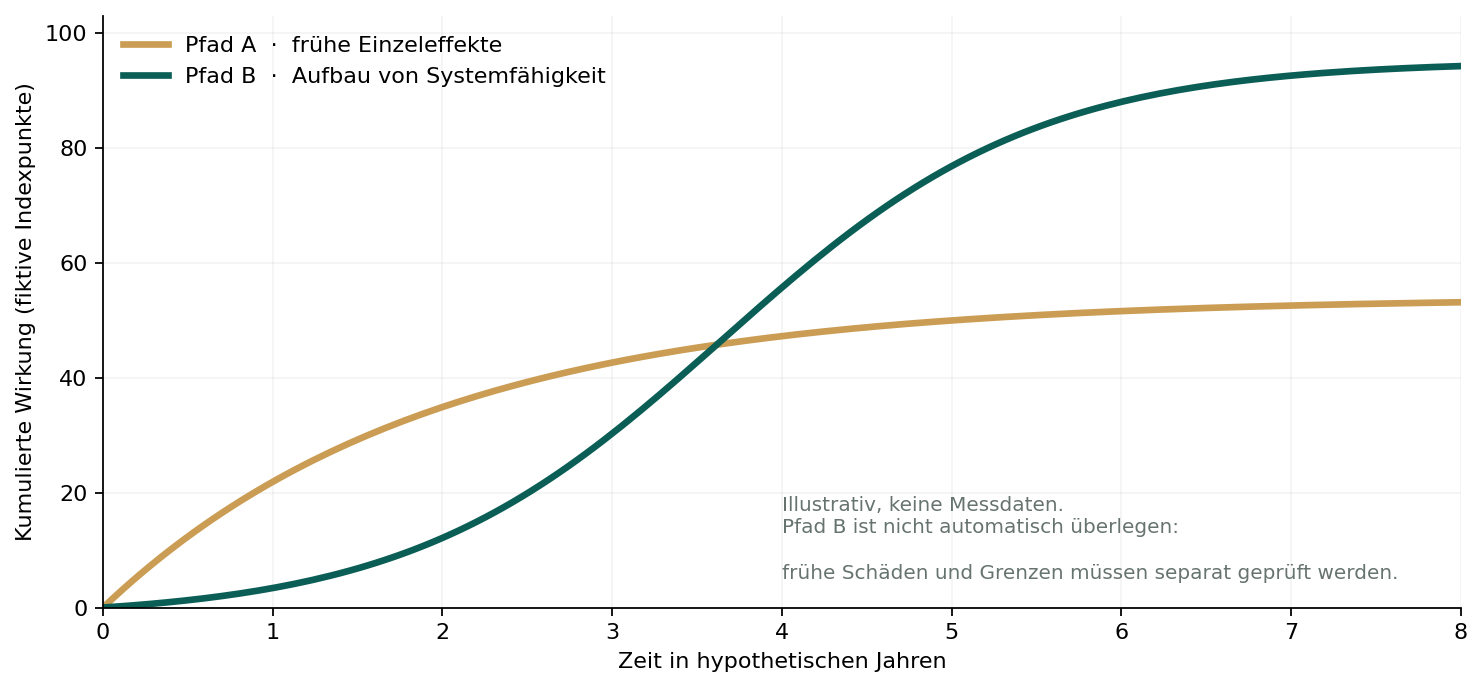 Pfad A · frühe Einzeleffekte
Pfad B · Aufbau von Systemfähigkeit
Kumulierte Wirkung (fiktive Indexpunkte)
100
80
60
40
20
0
Illustrativ, keine Messdaten.
Pfad B ist nicht automatisch überlegen:
frühe Schäden und Grenzen müssen separat geprüft werden.
0 1 2 3 4 5 6 7 8
Zeit in hypothetischen Jahren